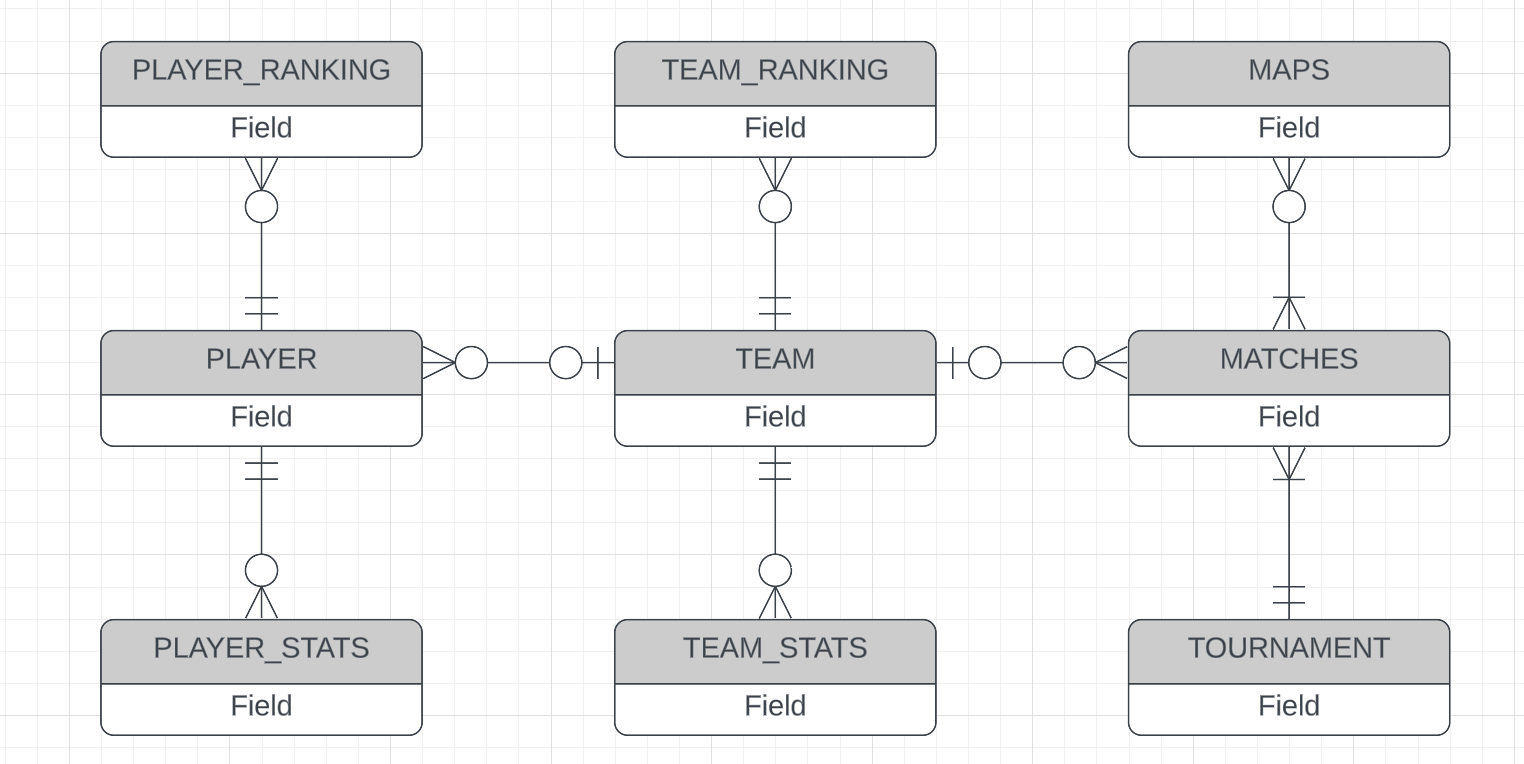 PLAYER_RANKING
Field
TEAM_RANKING
Field
MAPS
Field
PLAYER
Field
TEAM
Field
MATCHES
Field
PLAYER_STATS
Field
TEAM_STATS
Field
TOURNAMENT
Field